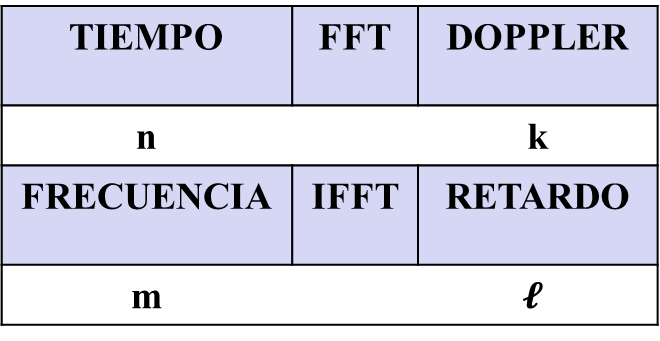 TIEMPO FFT DOPPLER
n k
FRECUENCIA IFFT RETARDO
m ℓ